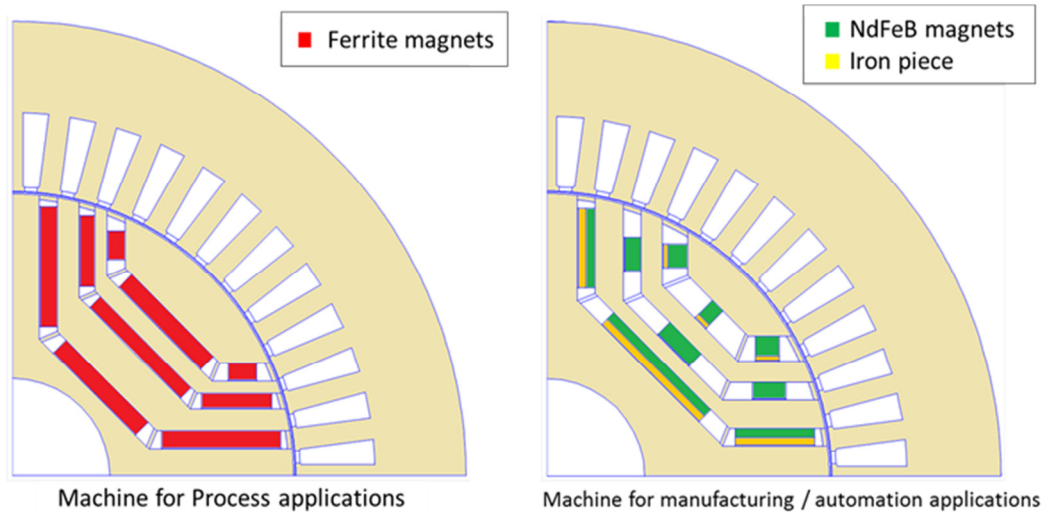 Ferrite magnets
NdFeB magnets
Iron piece
Machine for Process applications
Machine for manufacturing / automation applications